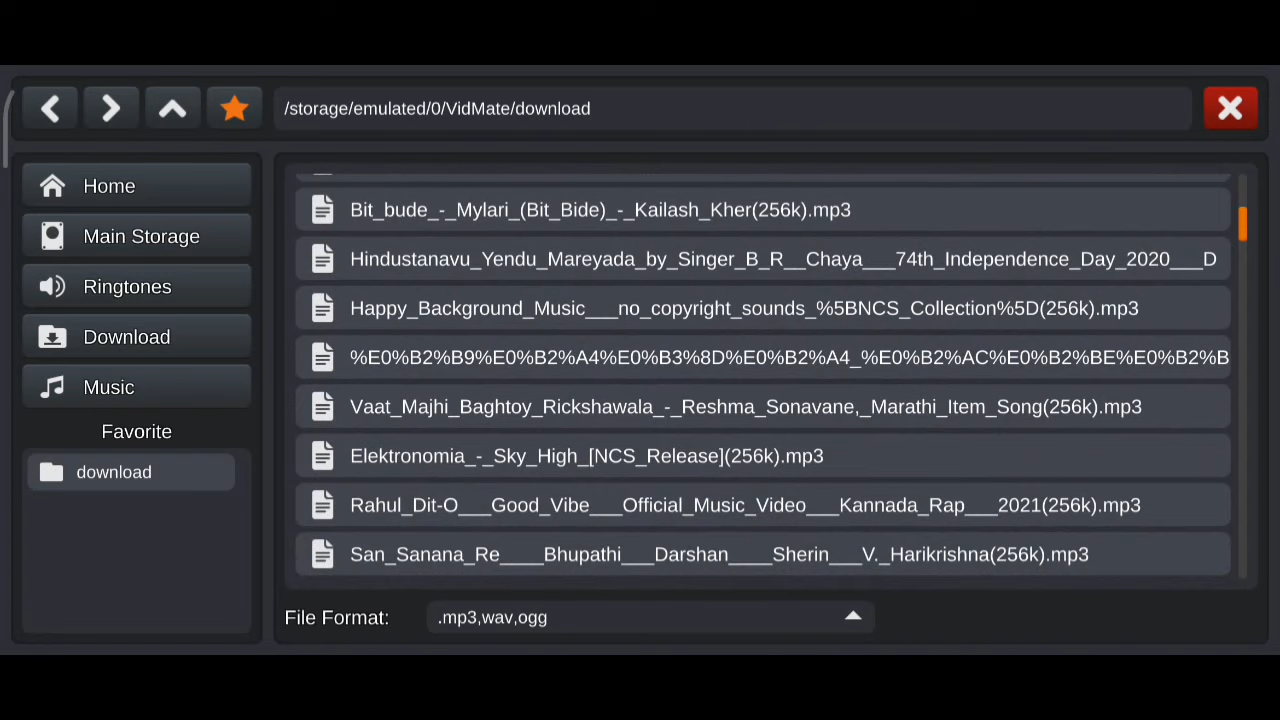 /storage/emulated/0/VidMate/download
Home
Main Storage
Ringtones
Download
Music
Favorite
download
Bit_bude_-_Mylari_(Bit_Bide)_-_Kailash_Kher(256k).mp3
Hindustanavu_Yendu_Mareyada_by_Singer_B_R__Chaya___74th_Independence_Day_2020___D
Happy_Background_Music___no_copyright_sounds_%5BNCS_Collection%5D(256k).mp3
%E0%B2%B9%E0%B2%A4%E0%B3%8D%E0%B2%A4_%E0%B2%AC%E0%B2%BE%E0%B2%B
Vaat_Majhi_Baghtoy_Rickshawala_-_Reshma_Sonavane,_Marathi_Item_Song(256k).mp3
Elektronomia_-_Sky_High_[NCS_Release](256k).mp3
Rahul_Dit-O___Good_Vibe___Official_Music_Video___Kannada_Rap___2021(256k).mp3
San_Sanana_Re____Bhupathi___Darshan____Sherin___V._Harikrishna(256k).mp3
File Format: .mp3,wav,ogg